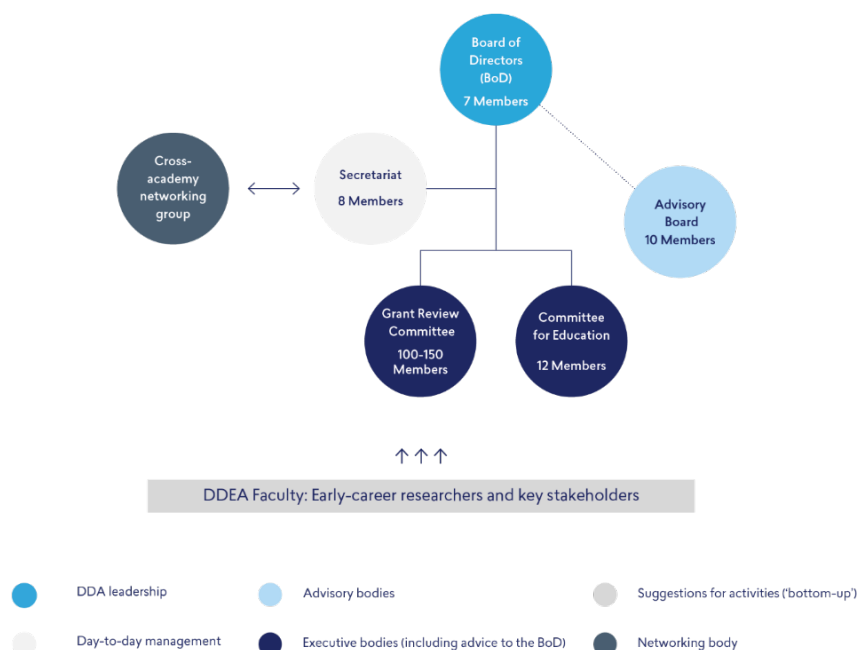 Board of
Directors
(BoD)
7 Members
Cross-
academy
networking
group
Secretariat
8 Members
Advisory
Board
10 Members
Grant Review
Committee
100-150
Members
Committee
for Education
12 Members
DDEA Faculty: Early-career researchers and key stakeholders
DDA leadership
Advisory bodies
Suggestions for activities (‘bottom-up’)
Day-to-day management
Executive bodies (including advice to the BoD)
Networking body